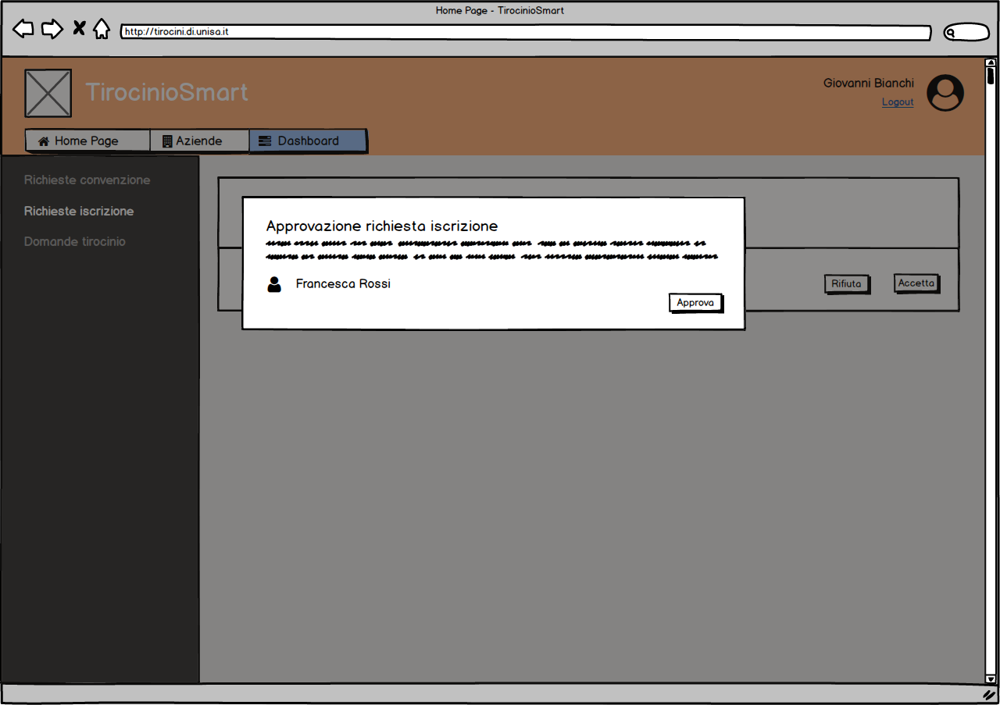 Home Page - TirocinioSmart
http://tirocini.di.unisa.it
TirocinioSmart
Giovanni Bianchi
Logout
Home Page
Aziende
Dashboard
Richieste convenzione
Richieste iscrizione
Domande tirocinio
Approvazione richiesta iscrizione
Francesca Rossi
Approva
Rifiuta
Accetta